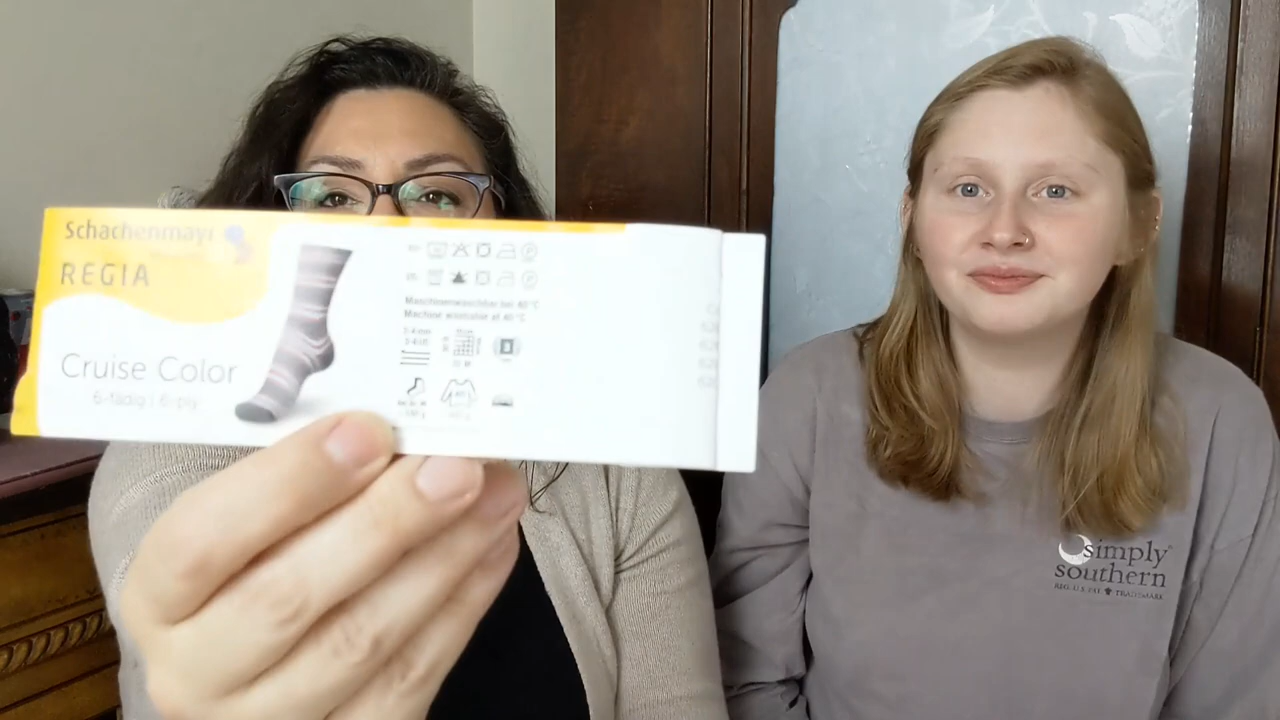 Schachenmayr
REGIA
Cruise Color
6-fädig | 6-ply
Maschinenwaschbar bei 40°C
Machine washable at 40°C
simply
southern